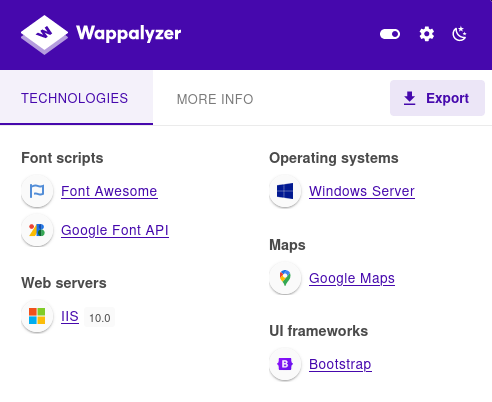 Wappalyzer
TECHNOLOGIES
MORE INFO
Export
Font scripts
Font Awesome
Google Font API
Web servers
IIS 10.0
Operating systems
Windows Server
Maps
Google Maps
UI frameworks
Bootstrap